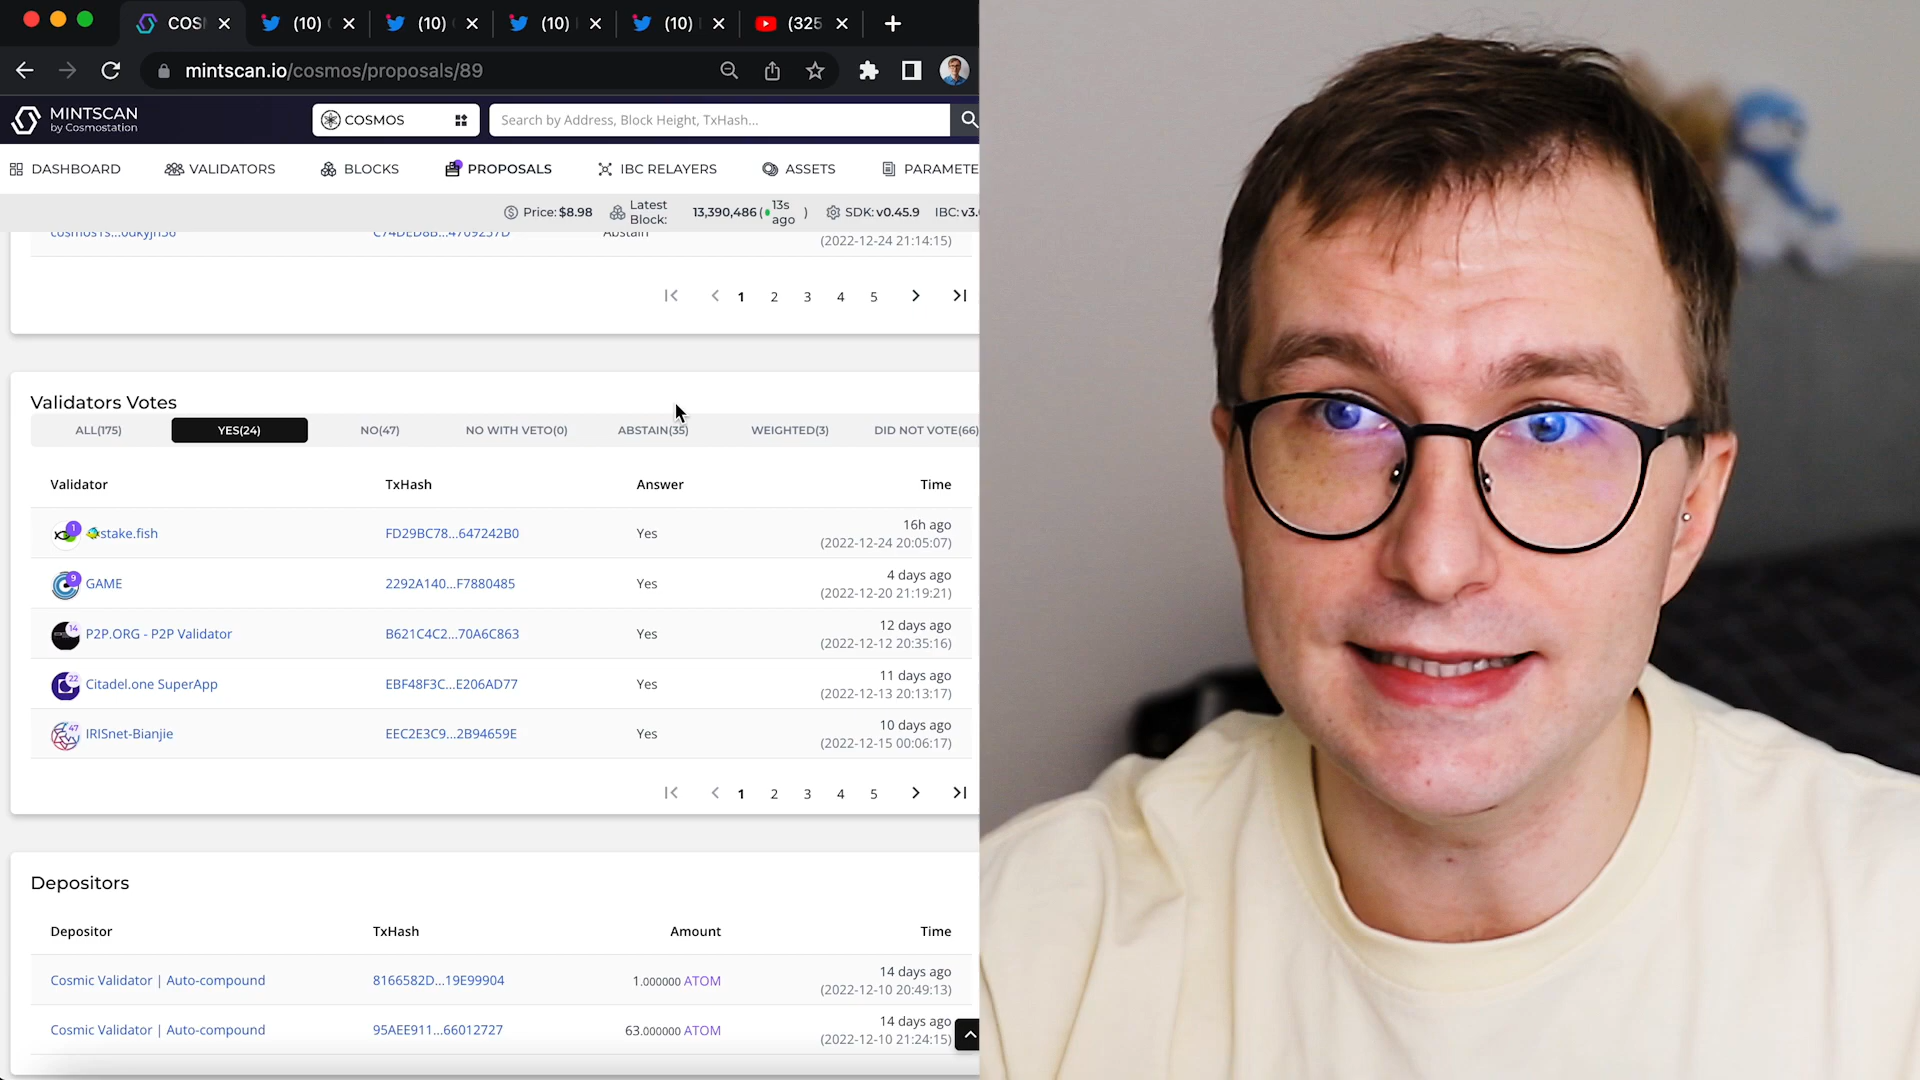 COS
(10)
(10)
(10)
(10)
(325
mintscan.io/cosmos/proposals/89
MINTSCAN
by Cosmostation
COSMOS
Search by Address, Block Height, TxHash...
DASHBOARD VALIDATORS BLOCKS PROPOSALS IBC RELAYERS ASSETS PARAMETE
Price: $8.98 Latest Block: 13,390,486 ( 13s ago ) SDK: v0.45.9 IBC: v3.
Abstain
(2022-12-24 21:14:15)
1 2 3 4 5
Validators Votes
ALL(175) YES(24) NO(47) NO WITH VETO(0) ABSTAIN(35) WEIGHTED(3) DID NOT VOTE(66)
Validator TxHash Answer Time
1 stake.fish FD29BC78...647242B0 Yes 16h ago
(2022-12-24 20:05:07)
9 GAME 2292A140...F7880485 Yes 4 days ago
(2022-12-20 21:19:21)
14 P2P.ORG - P2P Validator B621C4C2...70A6C863 Yes 12 days ago
(2022-12-12 20:35:16)
22 Citadel.one SuperApp EBF48F3C...E206AD77 Yes 11 days ago
(2022-12-13 20:13:17)
47 IRISnet-Bianjie EEC2E3C9...2B94659E Yes 10 days ago
(2022-12-15 00:06:17)
1 2 3 4 5
Depositors
Depositor TxHash Amount Time
Cosmic Validator | Auto-compound 8166582D...19E99904 1.000000 ATOM 14 days ago
(2022-12-10 20:49:13)
Cosmic Validator | Auto-compound 95AEE911...66012727 63.000000 ATOM 14 days ago
(2022-12-10 21:24:15)